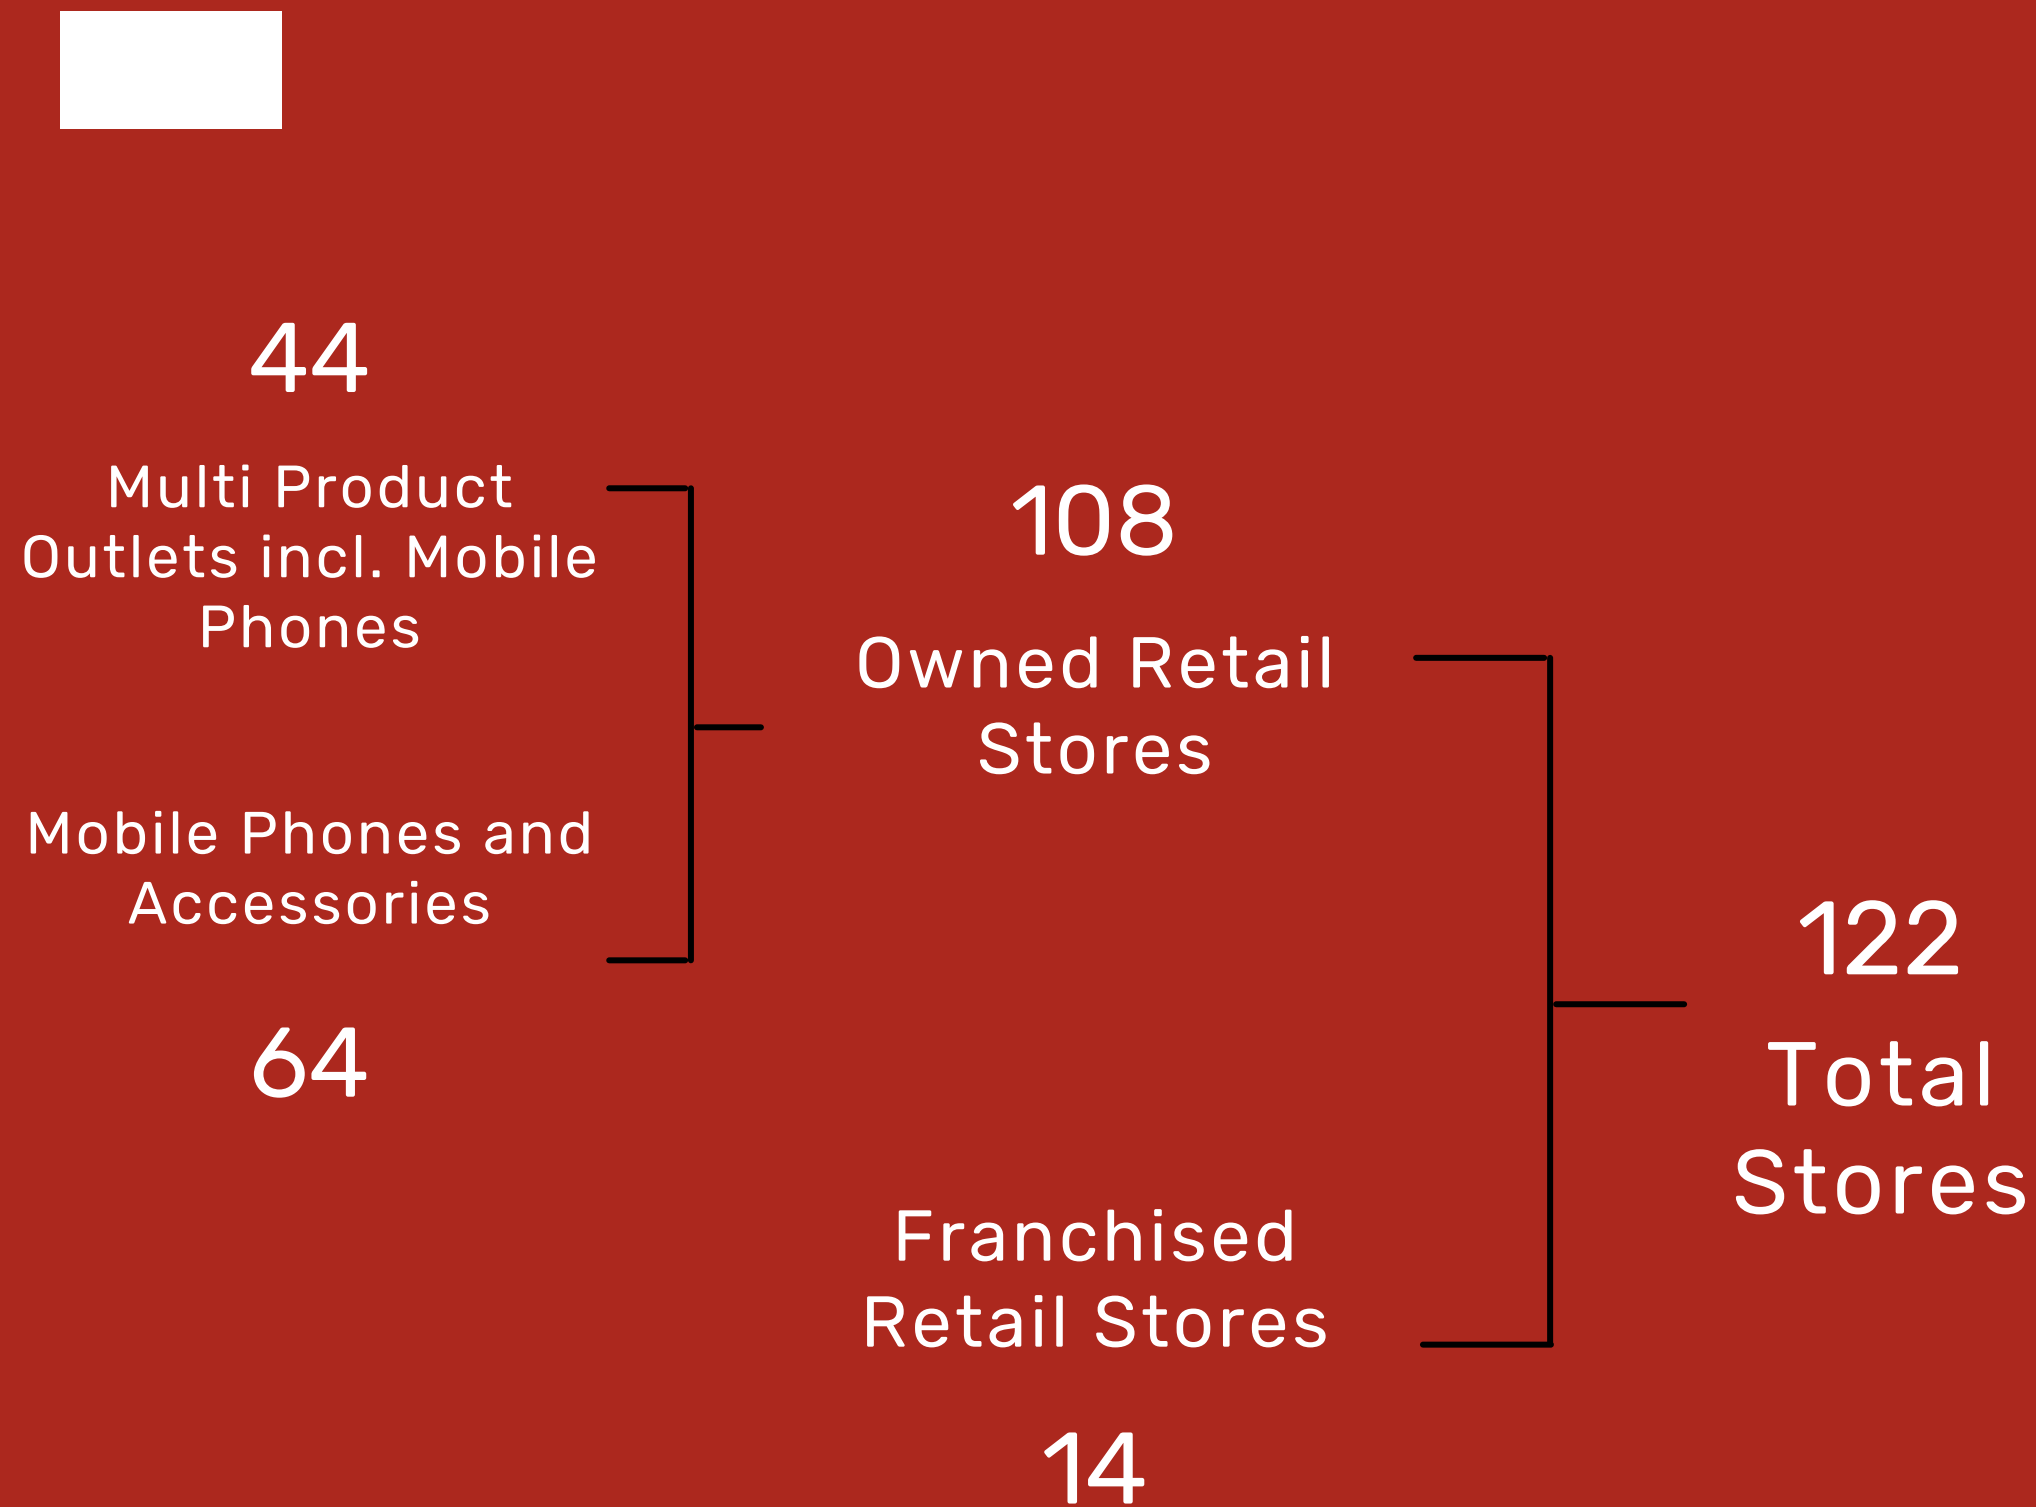 44
Multi Product
Outlets incl. Mobile
Phones
Mobile Phones and
Accessories
64
108
Owned Retail
Stores
Franchised
Retail Stores
14
122
Total
Stores